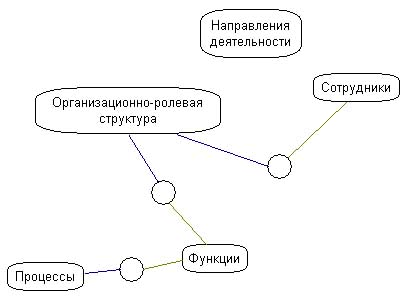 Направления
деятельности
Сотрудники
Организационно-ролевая
структура
Функции
Процессы